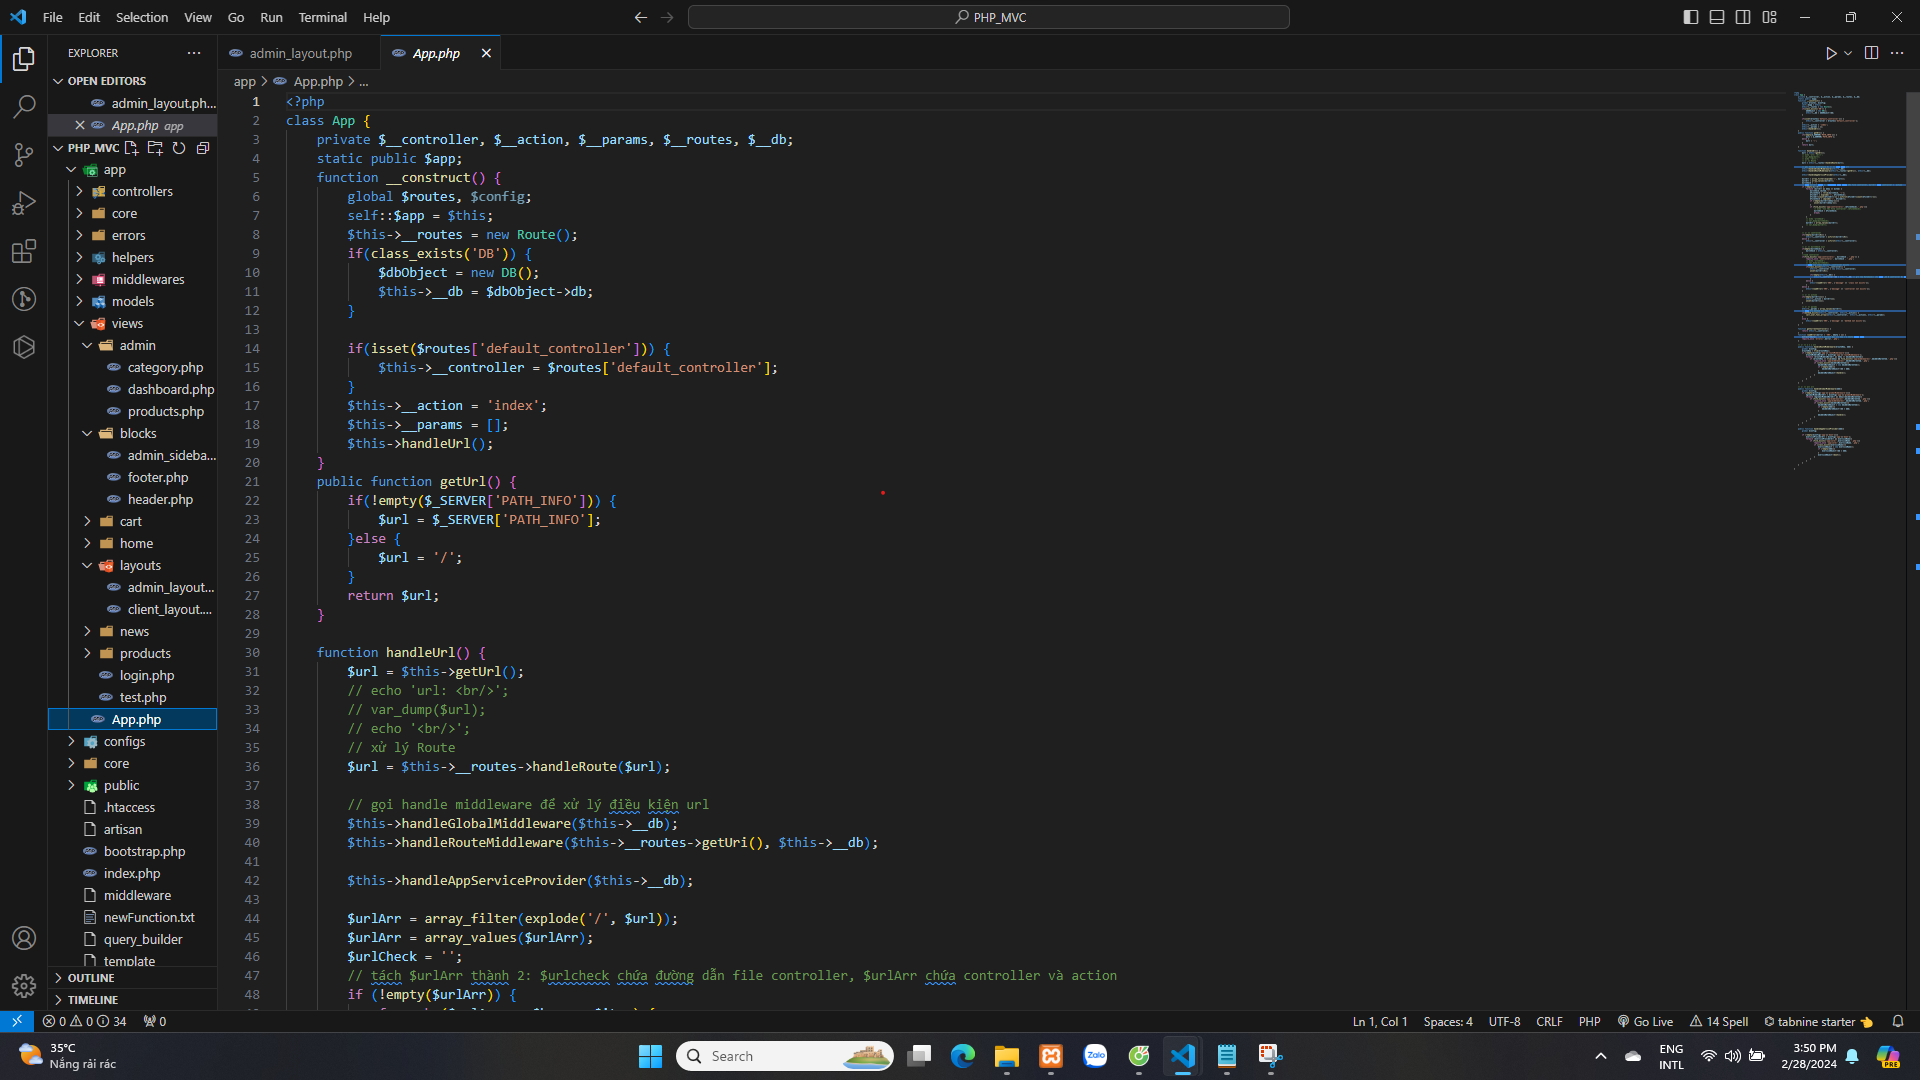 File Edit Selection View Go Run Terminal Help
PHP_MVC
EXPLORER
OPEN EDITORS
admin_layout.ph...
App.php app
PHP_MVC
app
controllers
core
errors
helpers
middlewares
models
views
admin
category.php
dashboard.php
products.php
blocks
admin_sideba...
footer.php
header.php
cart
home
layouts
admin_layout...
client_layout....
news
products
login.php
test.php
App.php
configs
core
public
.htaccess
artisan
bootstrap.php
index.php
middleware
newFunction.txt
query_builder
template
OUTLINE
TIMELINE
admin_layout.php
App.php
app > App.php > ...
1 <?php
2 class App {
3 private $__controller, $__action, $__params, $__routes, $__db;
4 static public $app;
5 function __construct() {
6 global $routes, $config;
7 self::$app = $this;
8 $this->__routes = new Route();
9 if(class_exists('DB')) {
10 $dbObject = new DB();
11 $this->__db = $dbObject->db;
12 }
13
14 if(isset($routes['default_controller'])) {
15 $this->__controller = $routes['default_controller'];
16 }
17 $this->__action = 'index';
18 $this->__params = [];
19 $this->handleUrl();
20 }
21 public function getUrl() {
22 if(!empty($_SERVER['PATH_INFO'])) {
23 $url = $_SERVER['PATH_INFO'];
24 }else {
25 $url = '/';
26 }
27 return $url;
28 }
29
30 function handleUrl() {
31 $url = $this->getUrl();
32 // echo 'url: <br/>';
33 // var_dump($url);
34 // echo '<br/>';
35 // xử lý Route
36 $url = $this->__routes->handleRoute($url);
37
38 // gọi handle middleware để xử lý điều kiện url
39 $this->handleGlobalMiddleware($this->__db);
40 $this->handleRouteMiddleware($this->__routes->getUri(), $this->__db);
41
42 $this->handleAppServiceProvider($this->__db);
43
44 $urlArr = array_filter(explode('/', $url));
45 $urlArr = array_values($urlArr);
46 $urlCheck = '';
47 // tách $urlArr thành 2: $urlcheck chứa đường dẫn file controller, $urlArr chứa controller và action
48 if (!empty($urlArr)) {
0 0 34 0
Ln 1, Col 1 Spaces: 4 UTF-8 CRLF PHP Go Live 14 Spell tabnine starter
35°C
Nắng rải rác
Search
Zalo
ENG
INTL
3:50 PM
2/28/2024
PRE